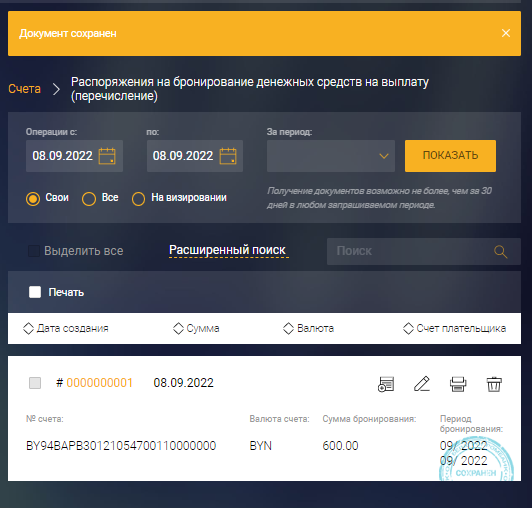 Документ сохранен
Счета
Распоряжения на бронирование денежных средств на выплату
(перечисление)
Операции с:
по:
За период:
08.09.2022
08.09.2022
ПОКАЗАТЬ
Свои
Все
На визировании
Получение документов возможно не более, чем за 30
дней в любом запрашиваемом периоде.
Выделить все
Расширенный поиск
Поиск
Печать
Дата создания
Сумма
Валюта
Счет плательщика
# 0000000001
08.09.2022
№ счета:
Валюта счета:
Сумма бронирования:
Период
бронирования:
BY94BAPB30121054700110000000
BYN
600.00
09/ 2022
09/ 2022
СОХРАНЕН